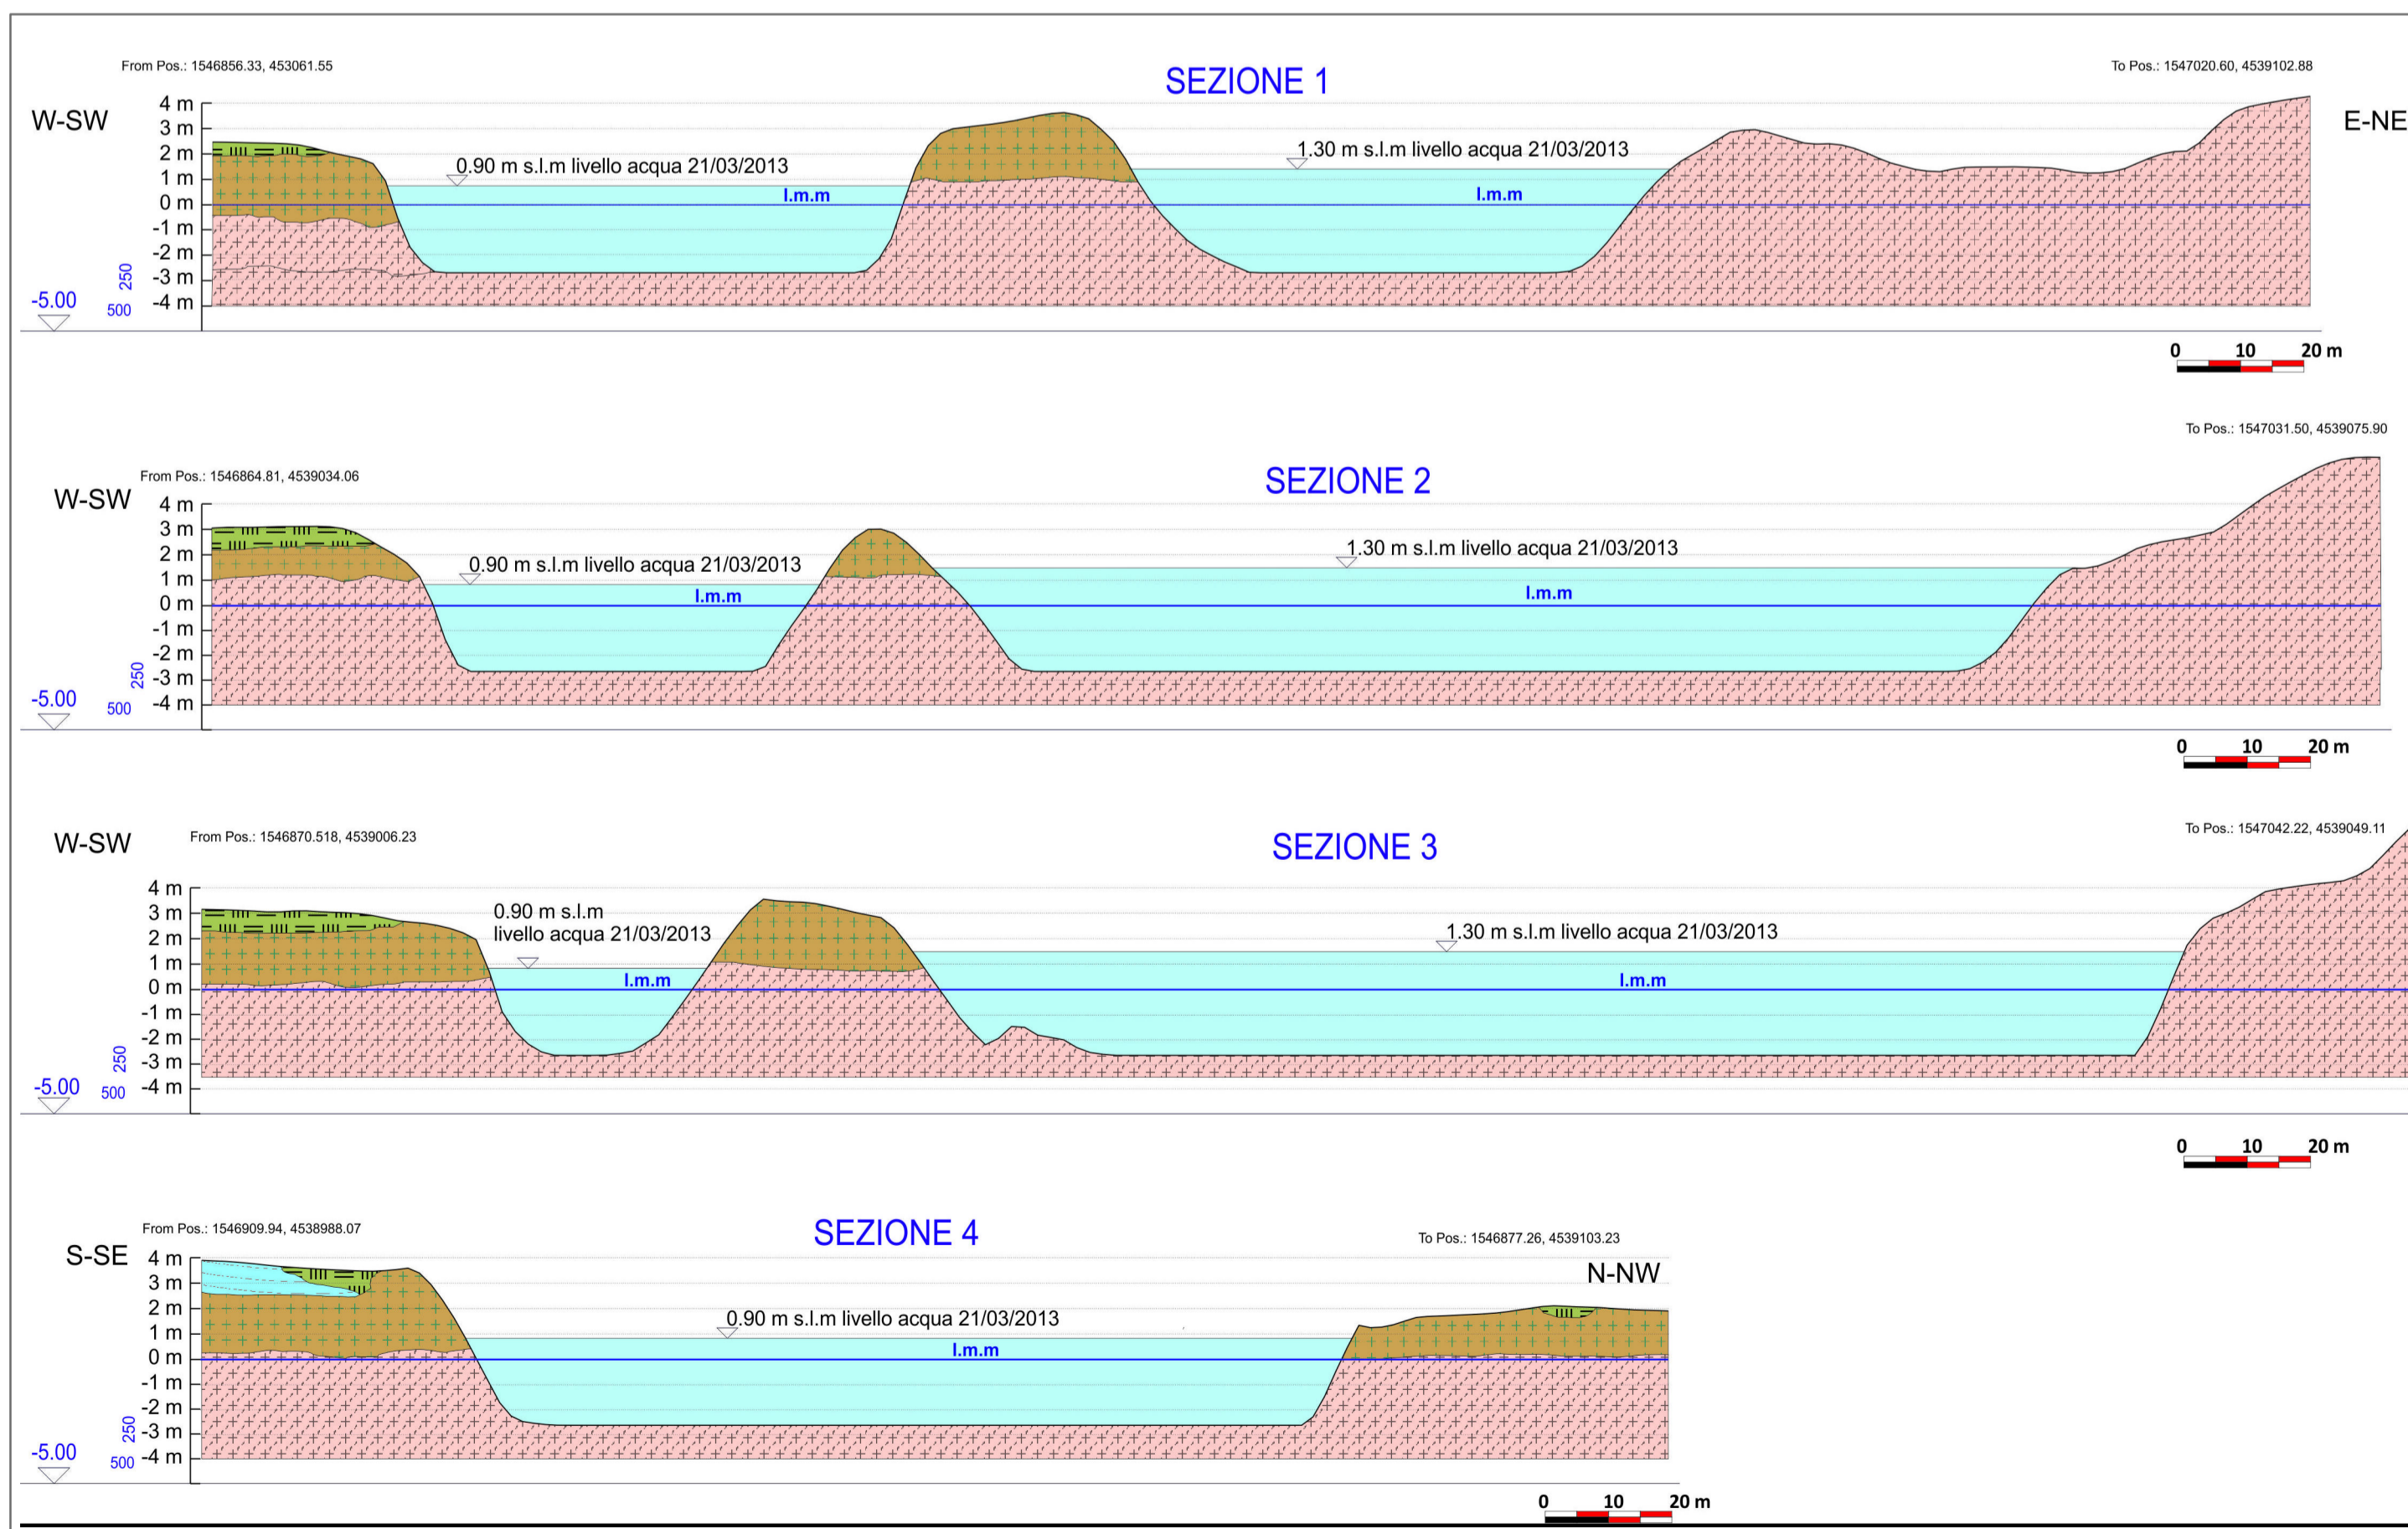 From Pos.: 1546856.33, 453061.55
SEZIONE 1
To Pos.: 1547020.60, 4539102.88
W-SW
E-NE
4 m
3 m
2 m
1 m
0 m
-1 m
-2 m
-3 m
-4 m
0.90 m s.l.m livello acqua 21/03/2013
1.30 m s.l.m livello acqua 21/03/2013
l.m.m
l.m.m
250
500
-5.00
0 10 20 m
To Pos.: 1547031.50, 4539075.90
From Pos.: 1546864.81, 4539034.06
SEZIONE 2
W-SW
4 m
3 m
2 m
1 m
0 m
-1 m
-2 m
-3 m
-4 m
0.90 m s.l.m livello acqua 21/03/2013
1.30 m s.l.m livello acqua 21/03/2013
l.m.m
l.m.m
250
500
-5.00
0 10 20 m
W-SW
From Pos.: 1546870.518, 4539006.23
SEZIONE 3
To Pos.: 1547042.22, 4539049.11
4 m
3 m
2 m
1 m
0 m
-1 m
-2 m
-3 m
-4 m
0.90 m s.l.m
livello acqua 21/03/2013
1.30 m s.l.m livello acqua 21/03/2013
l.m.m
l.m.m
250
500
-5.00
0 10 20 m
From Pos.: 1546909.94, 4538988.07
SEZIONE 4
To Pos.: 1546877.26, 4539103.23
S-SE
N-NW
4 m
3 m
2 m
1 m
0 m
-1 m
-2 m
-3 m
-4 m
0.90 m s.l.m livello acqua 21/03/2013
l.m.m
250
500
-5.00
0 10 20 m